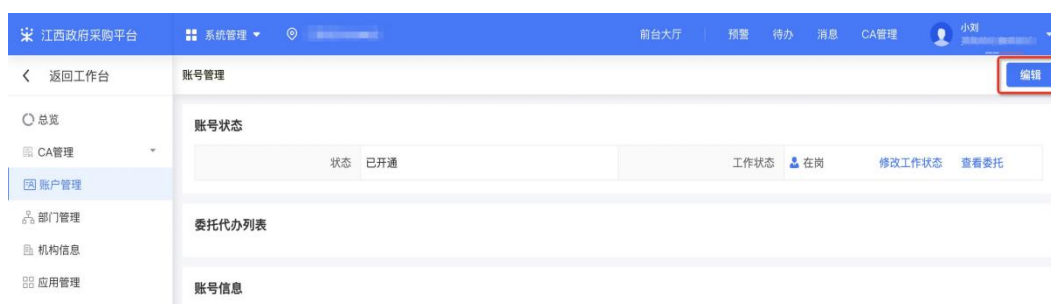 江西政府采购平台 系统管理 前台大厅 预警 待办 消息 CA管理 小刘
返回工作台 账号管理 编辑
总览 账号状态
CA管理 状态 已开通 工作状态 在岗 修改工作状态 查看委托
账户管理
部门管理 委托代办列表
机构信息
应用管理 账号信息